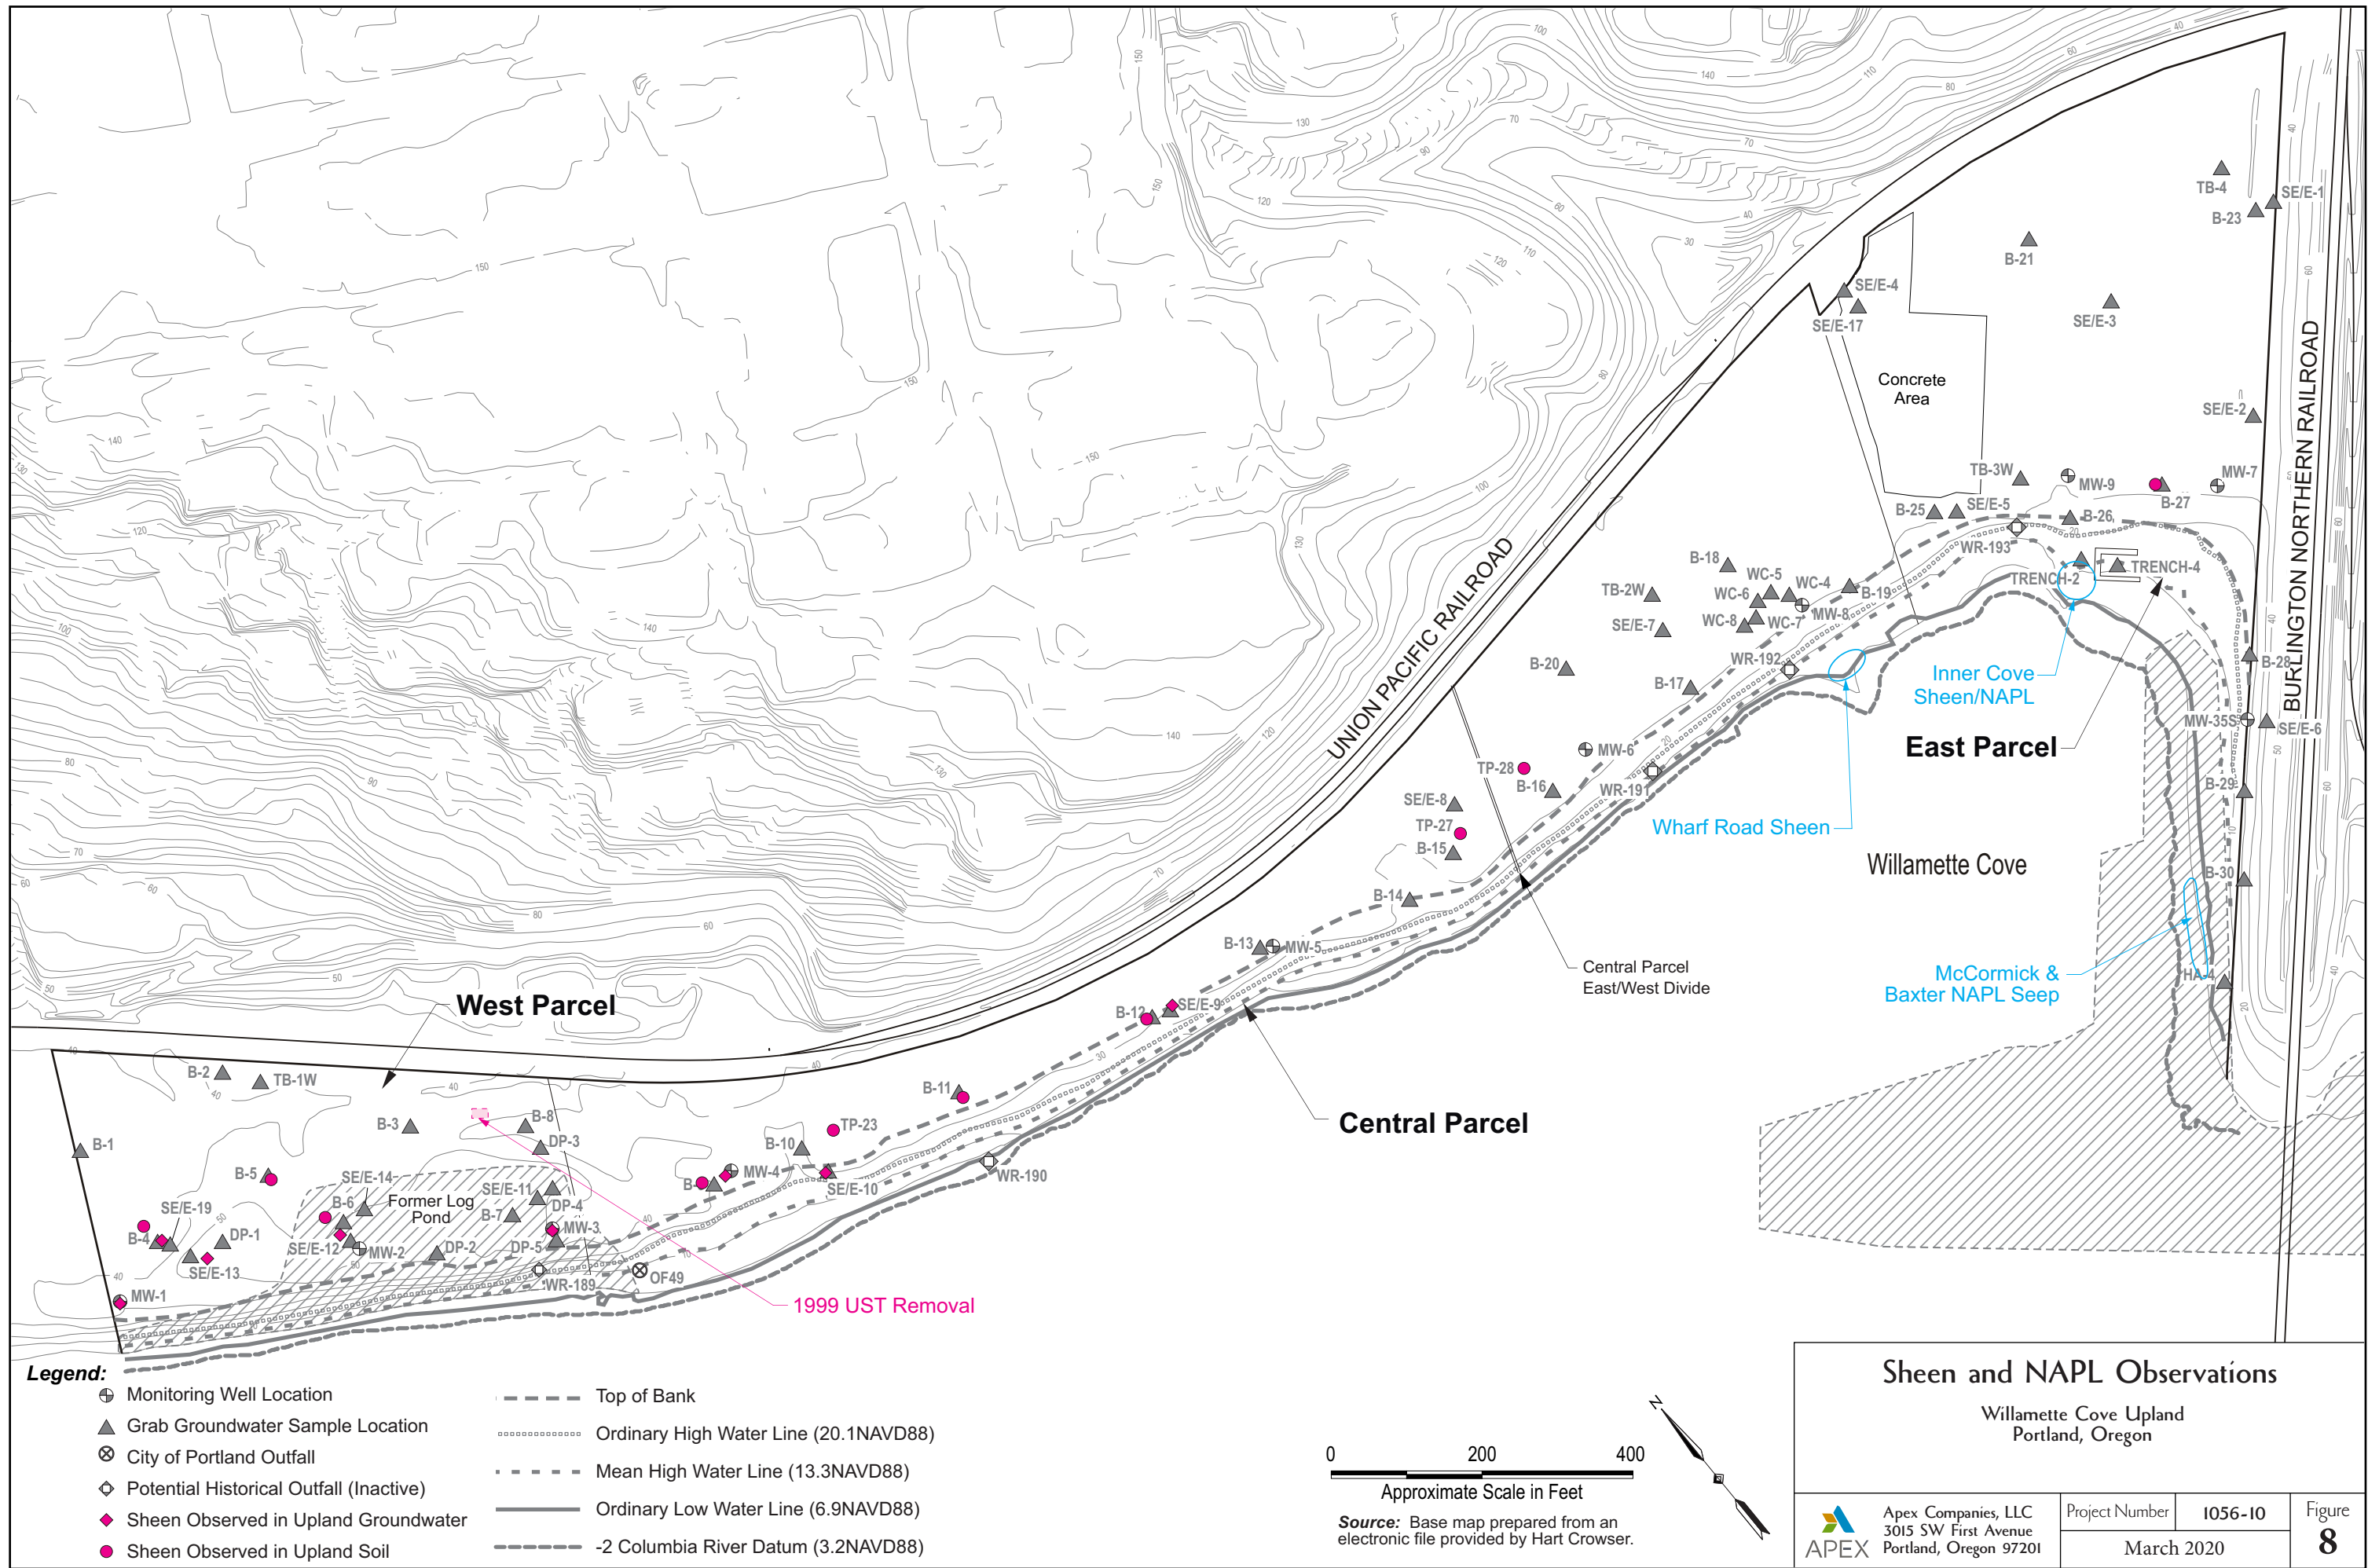 UNION PACIFIC RAILROAD
BURLINGTON NORTHERN RAILROAD
TB-4
SE/E-1
B-23
B-21
SE/E-4
SE/E-17
SE/E-3
Concrete
Area
SE/E-2
TB-3W
MW-9
MW-7
B-27
B-25
SE/E-5
B-26
WR-193
TRENCH-2
TRENCH-4
B-18
WC-5
WC-4
TB-2W
WC-6
B-19
MW-8
SE/E-7
WC-8
WC-7
WR-192
B-20
B-17
B-28
Inner Cove
Sheen/NAPL
MW-35S
SE/E-6
East Parcel
MW-6
TP-28
B-16
WR-191
B-29
SE/E-8
TP-27
B-15
Wharf Road Sheen
Willamette Cove
B-14
B-30
B-13
MW-5
Central Parcel
East/West Divide
McCormick &
Baxter NAPL Seep
HA-4
West Parcel
B-12
SE/E-9
Central Parcel
B-2
TB-1W
B-11
B-3
B-8
DP-3
TP-23
B-10
B-1
B-5
SE/E-14
SE/E-11
MW-4
B-
SE/E-10
WR-190
Former Log
Pond
B-6
DP-4
B-7
SE/E-19
B-4
DP-1
SE/E-12
MW-2
DP-2
DP-5
MW-3
SE/E-13
WR-189
OF49
MW-1
1999 UST Removal
Legend:
Monitoring Well Location
Grab Groundwater Sample Location
City of Portland Outfall
Potential Historical Outfall (Inactive)
Sheen Observed in Upland Groundwater
Sheen Observed in Upland Soil
Top of Bank
Ordinary High Water Line (20.1NAVD88)
Mean High Water Line (13.3NAVD88)
Ordinary Low Water Line (6.9NAVD88)
-2 Columbia River Datum (3.2NAVD88)
0 200 400
Approximate Scale in Feet
Source: Base map prepared from an
electronic file provided by Hart Crowser.
N
Sheen and NAPL Observations
Willamette Cove Upland
Portland, Oregon
APEX
Apex Companies, LLC
3015 SW First Avenue
Portland, Oregon 97201
Project Number 1056-10
March 2020
Figure
8